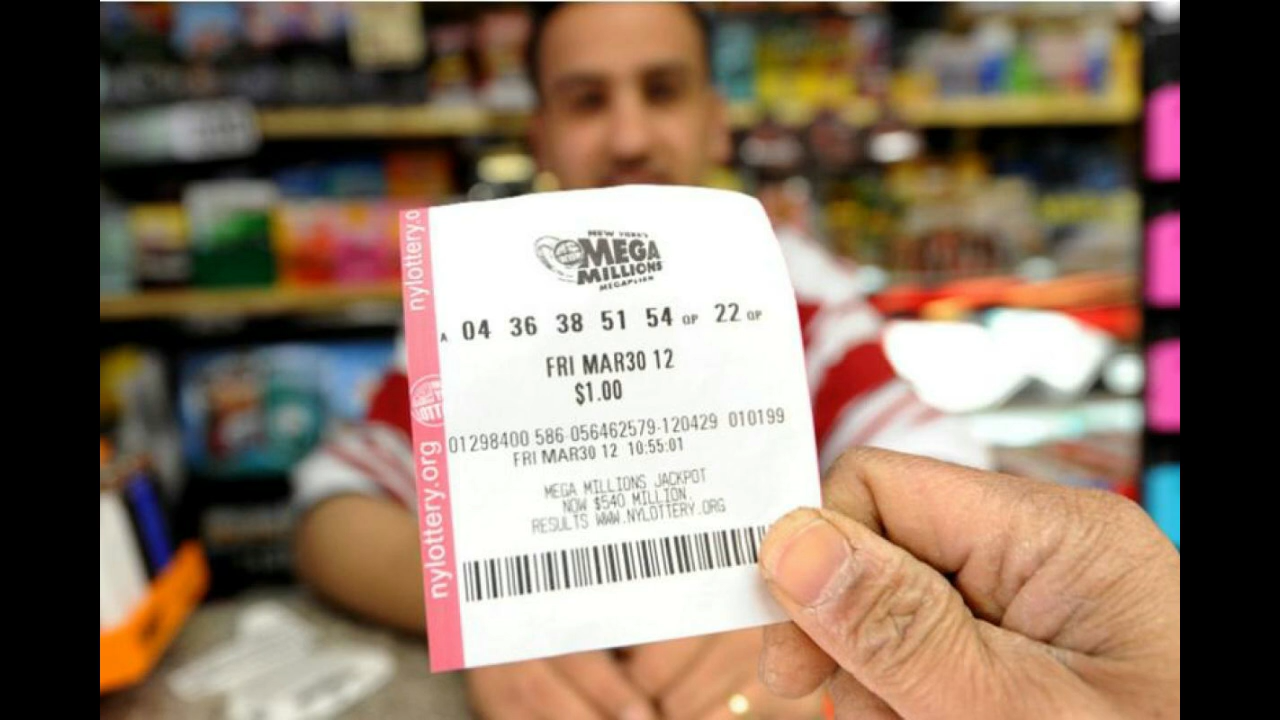 NEW YORK'S
MEGA
MILLIONS
MEGAPLIER
A 04 36 38 51 54 QP 22 QP
FRI MAR30 12
$1.00
01298400 586-056462579-120429 010199
FRI MAR30 12 10:55:01
MEGA MILLIONS JACKPOT
NOW $540 MILLION.
RESULTS WWW.NYLOTTERY.ORG
nylottery.o
nylottery.org